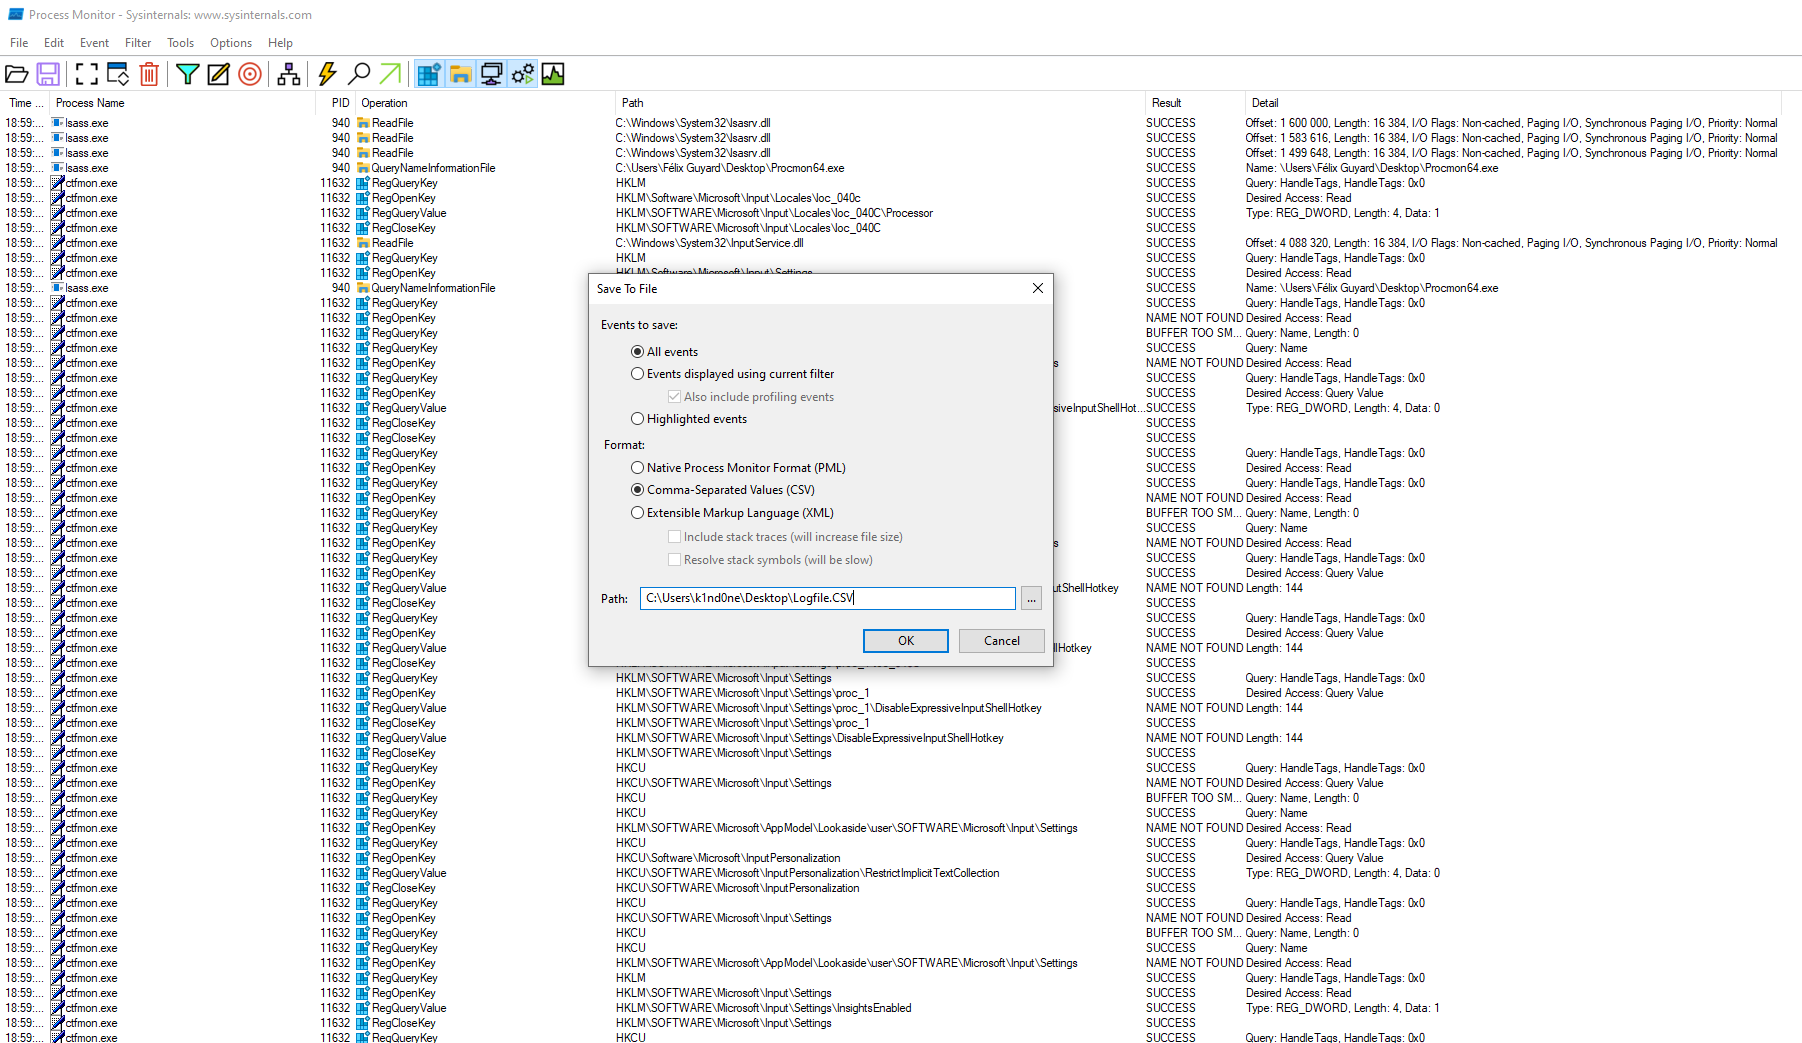 Process Monitor - Sysinternals: www.sysinternals.com
File Edit Event Filter Tools Options Help
Time ... Process Name PID Operation Path Result Detail
18:59:... lsass.exe 940 ReadFile C:\Windows\System32\lsasrv.dll SUCCESS Offset: 1 600 000, Length: 16 384, I/O Flags: Non-cached, Paging I/O, Synchronous Paging I/O, Priority: Normal
18:59:... lsass.exe 940 ReadFile C:\Windows\System32\lsasrv.dll SUCCESS Offset: 1 583 616, Length: 16 384, I/O Flags: Non-cached, Paging I/O, Synchronous Paging I/O, Priority: Normal
18:59:... lsass.exe 940 ReadFile C:\Windows\System32\lsasrv.dll SUCCESS Offset: 1 499 648, Length: 16 384, I/O Flags: Non-cached, Paging I/O, Synchronous Paging I/O, Priority: Normal
18:59:... lsass.exe 940 QueryNameInformationFile C:\Users\Félix Guyard\Desktop\Procmon64.exe SUCCESS Name: \Users\Félix Guyard\Desktop\Procmon64.exe
18:59:... ctfmon.exe 11632 RegQueryKey HKLM SUCCESS Query: HandleTags, HandleTags: 0x0
18:59:... ctfmon.exe 11632 RegOpenKey HKLM\Software\Microsoft\Input\Locales\loc_040c SUCCESS Desired Access: Read
18:59:... ctfmon.exe 11632 RegQueryValue HKLM\SOFTWARE\Microsoft\Input\Locales\loc_040C\Processor SUCCESS Type: REG_DWORD, Length: 4, Data: 1
18:59:... ctfmon.exe 11632 RegCloseKey HKLM\SOFTWARE\Microsoft\Input\Locales\loc_040C SUCCESS
18:59:... ctfmon.exe 11632 ReadFile C:\Windows\System32\InputService.dll SUCCESS Offset: 4 088 320, Length: 16 384, I/O Flags: Non-cached, Paging I/O, Synchronous Paging I/O, Priority: Normal
18:59:... ctfmon.exe 11632 RegQueryKey HKLM SUCCESS Query: HandleTags, HandleTags: 0x0
18:59:... ctfmon.exe 11632 RegOpenKey HKLM\Software\Microsoft\Input\Settings SUCCESS Desired Access: Read
18:59:... lsass.exe 940 QueryNameInformationFile SUCCESS Name: \Users\Félix Guyard\Desktop\Procmon64.exe
18:59:... ctfmon.exe 11632 RegQueryKey SUCCESS Query: HandleTags, HandleTags: 0x0
18:59:... ctfmon.exe 11632 RegOpenKey NAME NOT FOUND Desired Access: Read
18:59:... ctfmon.exe 11632 RegQueryKey BUFFER TOO SM... Query: Name, Length: 0
18:59:... ctfmon.exe 11632 RegQueryKey SUCCESS Query: Name
18:59:... ctfmon.exe 11632 RegOpenKey s NAME NOT FOUND Desired Access: Read
18:59:... ctfmon.exe 11632 RegQueryKey SUCCESS Query: HandleTags, HandleTags: 0x0
18:59:... ctfmon.exe 11632 RegOpenKey SUCCESS Desired Access: Query Value
18:59:... ctfmon.exe 11632 RegQueryValue siveInputShellHot... SUCCESS Type: REG_DWORD, Length: 4, Data: 0
18:59:... ctfmon.exe 11632 RegCloseKey SUCCESS
18:59:... ctfmon.exe 11632 RegCloseKey SUCCESS
18:59:... ctfmon.exe 11632 RegQueryKey SUCCESS Query: HandleTags, HandleTags: 0x0
18:59:... ctfmon.exe 11632 RegOpenKey SUCCESS Desired Access: Read
18:59:... ctfmon.exe 11632 RegQueryKey SUCCESS Query: HandleTags, HandleTags: 0x0
18:59:... ctfmon.exe 11632 RegOpenKey NAME NOT FOUND Desired Access: Read
18:59:... ctfmon.exe 11632 RegQueryKey BUFFER TOO SM... Query: Name, Length: 0
18:59:... ctfmon.exe 11632 RegQueryKey SUCCESS Query: Name
18:59:... ctfmon.exe 11632 RegOpenKey s NAME NOT FOUND Desired Access: Read
18:59:... ctfmon.exe 11632 RegQueryKey SUCCESS Query: HandleTags, HandleTags: 0x0
18:59:... ctfmon.exe 11632 RegOpenKey SUCCESS Desired Access: Query Value
18:59:... ctfmon.exe 11632 RegQueryValue utShellHotkey NAME NOT FOUND Length: 144
18:59:... ctfmon.exe 11632 RegCloseKey SUCCESS
18:59:... ctfmon.exe 11632 RegQueryKey SUCCESS Query: HandleTags, HandleTags: 0x0
18:59:... ctfmon.exe 11632 RegOpenKey SUCCESS Desired Access: Query Value
18:59:... ctfmon.exe 11632 RegQueryValue llHotkey NAME NOT FOUND Length: 144
18:59:... ctfmon.exe 11632 RegCloseKey SUCCESS
18:59:... ctfmon.exe 11632 RegQueryKey HKLM\SOFTWARE\Microsoft\Input\Settings SUCCESS Query: HandleTags, HandleTags: 0x0
18:59:... ctfmon.exe 11632 RegOpenKey HKLM\SOFTWARE\Microsoft\Input\Settings\proc_1 SUCCESS Desired Access: Query Value
18:59:... ctfmon.exe 11632 RegQueryValue HKLM\SOFTWARE\Microsoft\Input\Settings\proc_1\DisableExpressiveInputShellHotkey NAME NOT FOUND Length: 144
18:59:... ctfmon.exe 11632 RegCloseKey HKLM\SOFTWARE\Microsoft\Input\Settings\proc_1 SUCCESS
18:59:... ctfmon.exe 11632 RegQueryValue HKLM\SOFTWARE\Microsoft\Input\Settings\DisableExpressiveInputShellHotkey NAME NOT FOUND Length: 144
18:59:... ctfmon.exe 11632 RegCloseKey HKLM\SOFTWARE\Microsoft\Input\Settings SUCCESS
18:59:... ctfmon.exe 11632 RegQueryKey HKCU SUCCESS Query: HandleTags, HandleTags: 0x0
18:59:... ctfmon.exe 11632 RegOpenKey HKCU\SOFTWARE\Microsoft\Input\Settings NAME NOT FOUND Desired Access: Query Value
18:59:... ctfmon.exe 11632 RegQueryKey HKCU BUFFER TOO SM... Query: Name, Length: 0
18:59:... ctfmon.exe 11632 RegQueryKey HKCU SUCCESS Query: Name
18:59:... ctfmon.exe 11632 RegOpenKey HKLM\SOFTWARE\Microsoft\AppModel\Lookaside\user\SOFTWARE\Microsoft\Input\Settings NAME NOT FOUND Desired Access: Read
18:59:... ctfmon.exe 11632 RegQueryKey HKCU SUCCESS Query: HandleTags, HandleTags: 0x0
18:59:... ctfmon.exe 11632 RegOpenKey HKCU\Software\Microsoft\InputPersonalization SUCCESS Desired Access: Query Value
18:59:... ctfmon.exe 11632 RegQueryValue HKCU\SOFTWARE\Microsoft\InputPersonalization\RestrictImplicitTextCollection SUCCESS Type: REG_DWORD, Length: 4, Data: 0
18:59:... ctfmon.exe 11632 RegCloseKey HKCU\SOFTWARE\Microsoft\InputPersonalization SUCCESS
18:59:... ctfmon.exe 11632 RegQueryKey HKCU SUCCESS Query: HandleTags, HandleTags: 0x0
18:59:... ctfmon.exe 11632 RegOpenKey HKCU\SOFTWARE\Microsoft\Input\Settings NAME NOT FOUND Desired Access: Read
18:59:... ctfmon.exe 11632 RegQueryKey HKCU BUFFER TOO SM... Query: Name, Length: 0
18:59:... ctfmon.exe 11632 RegQueryKey HKCU SUCCESS Query: Name
18:59:... ctfmon.exe 11632 RegOpenKey HKLM\SOFTWARE\Microsoft\AppModel\Lookaside\user\SOFTWARE\Microsoft\Input\Settings NAME NOT FOUND Desired Access: Read
18:59:... ctfmon.exe 11632 RegQueryKey HKLM SUCCESS Query: HandleTags, HandleTags: 0x0
18:59:... ctfmon.exe 11632 RegOpenKey HKLM\SOFTWARE\Microsoft\Input\Settings SUCCESS Desired Access: Read
18:59:... ctfmon.exe 11632 RegQueryValue HKLM\SOFTWARE\Microsoft\Input\Settings\InsightsEnabled SUCCESS Type: REG_DWORD, Length: 4, Data: 1
18:59:... ctfmon.exe 11632 RegCloseKey HKLM\SOFTWARE\Microsoft\Input\Settings SUCCESS
18:59:... ctfmon.exe 11632 RegQueryKey HKCU SUCCESS Query: HandleTags, HandleTags: 0x0
Save To File
Events to save:
All events
Events displayed using current filter
Also include profiling events
Highlighted events
Format:
Native Process Monitor Format (PML)
Comma-Separated Values (CSV)
Extensible Markup Language (XML)
Include stack traces (will increase file size)
Resolve stack symbols (will be slow)
Path: C:\Users\k1nd0ne\Desktop\Logfile.CSV ...
OK Cancel